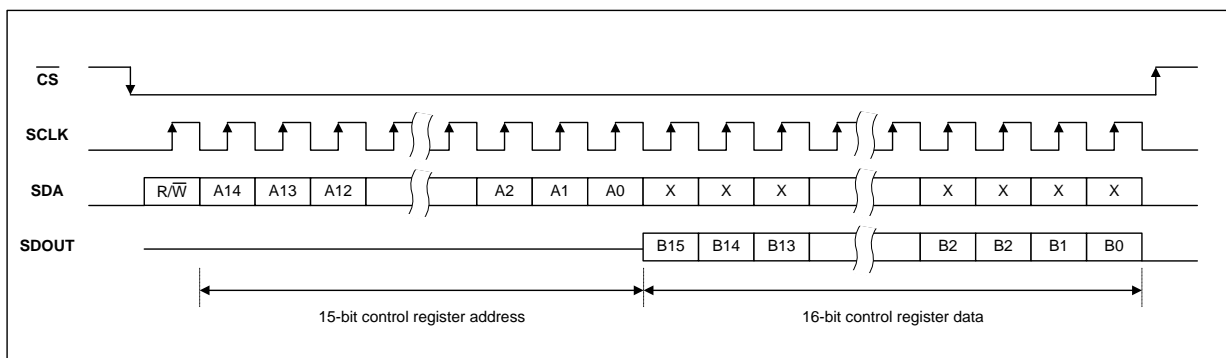 CS
SCLK
SDA R/W A14 A13 A12 A2 A1 A0 X X X X X X X
SDOUT B15 B14 B13 B2 B2 B1 B0
15-bit control register address 16-bit control register data